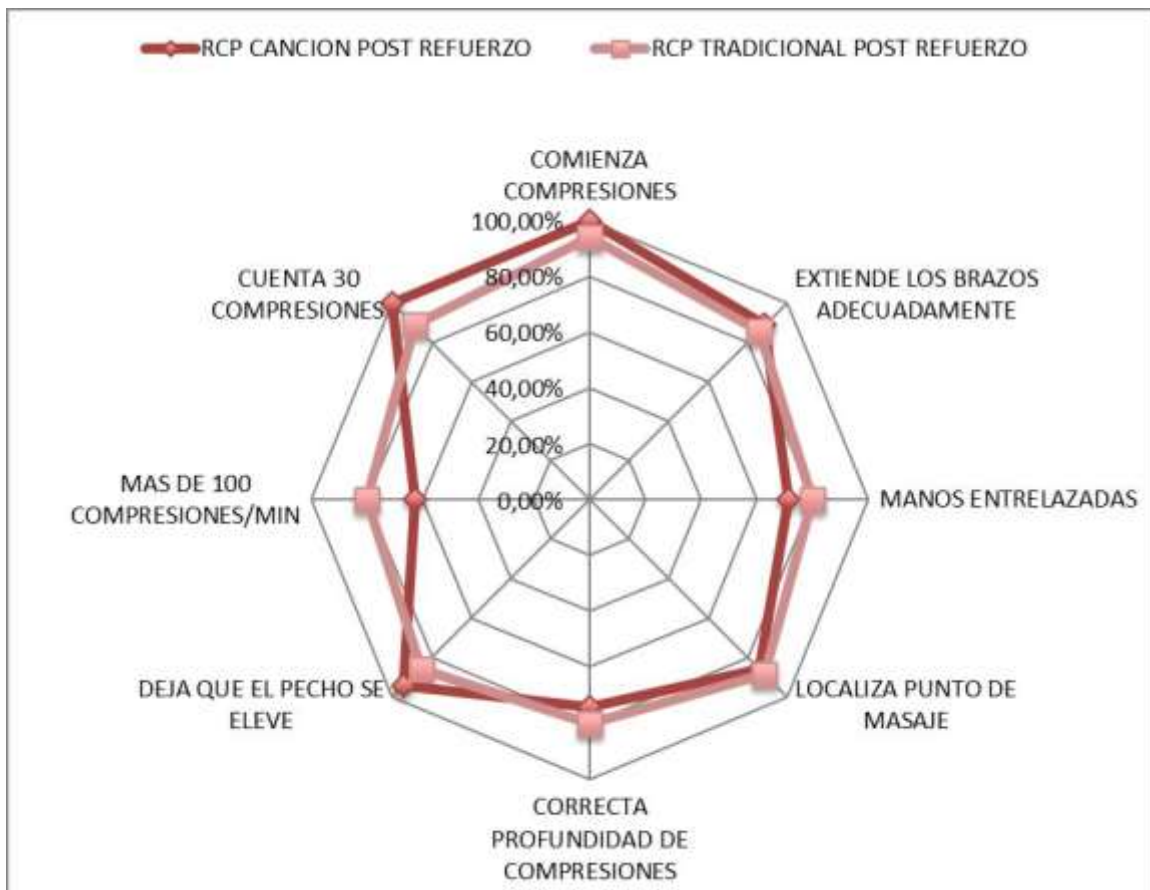 RCP CANCION POST REFUERZO
RCP TRADICIONAL POST REFUERZO
COMIENZA
COMPRESIONES
100,00%
CUENTA 30
COMPRESIONES
80,00%
EXTIENDE LOS BRAZOS
ADECUADAMENTE
60,00%
40,00%
20,00%
MAS DE 100
COMPRESIONES/MIN
0,00%
MANOS ENTRELAZADAS
DEJA QUE EL PECHO SE
ELEVE
LOCALIZA PUNTO DE
MASAJE
CORRECTA
PROFUNDIDAD DE
COMPRESIONES